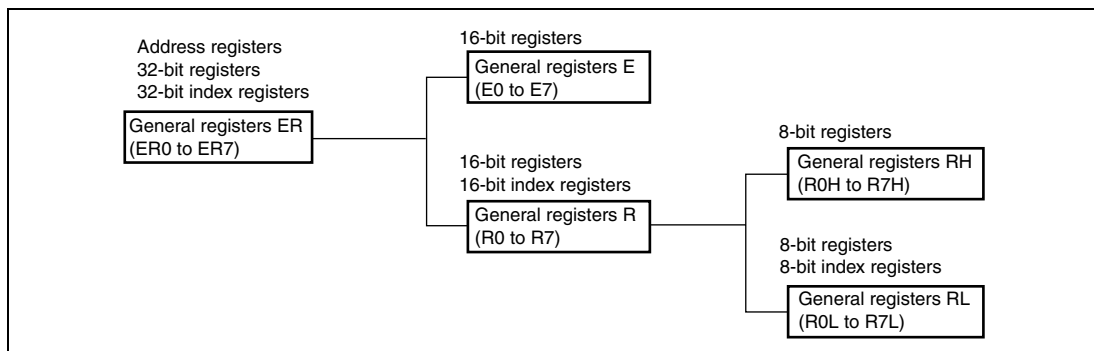 Address registers
32-bit registers
32-bit index registers
General registers ER
(ER0 to ER7)
16-bit registers
General registers E
(E0 to E7)
16-bit registers
16-bit index registers
General registers R
(R0 to R7)
8-bit registers
General registers RH
(R0H to R7H)
8-bit registers
8-bit index registers
General registers RL
(R0L to R7L)